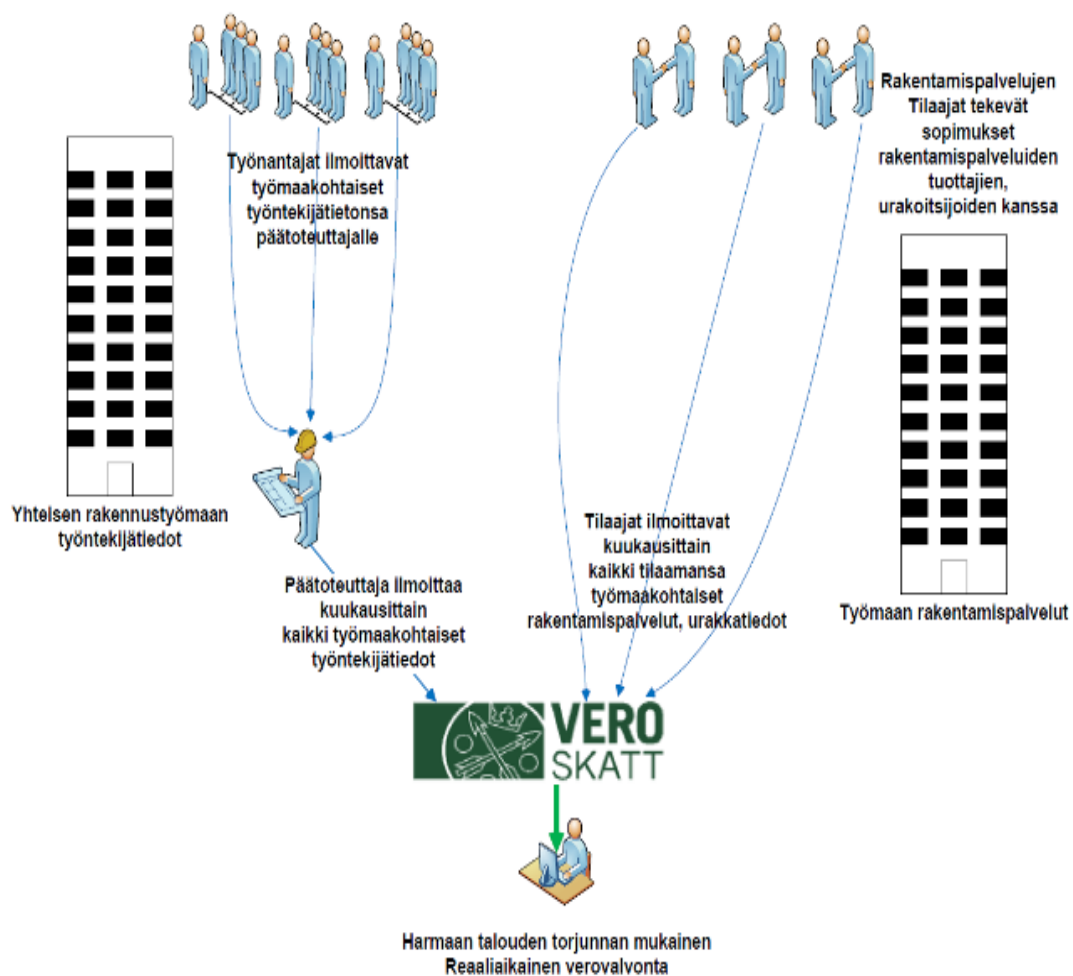 Rakentamispalvelujen
Tilaajat tekevät
sopimukset
rakentamispalveluiden
tuottajien,
urakoitsijoiden kanssa
Työnantajat ilmoittavat
työmaakohtaiset
työntekijätietonsa
päätoteuttajalle
Yhteisen rakennustyömaan
työntekijätiedot
Tilaajat ilmoittavat
kuukausittain
kaikki tilaamansa
työmaakohtaiset
rakentamispalvelut, urakkatiedot
Työmaan rakentamispalvelut
Päätoteuttaja ilmoittaa
kuukausittain
kaikki työmaakohtaiset
työntekijätiedot
VERO
SKATT
Harmaan talouden torjunnan mukainen
Reaaliaikainen verovalvonta